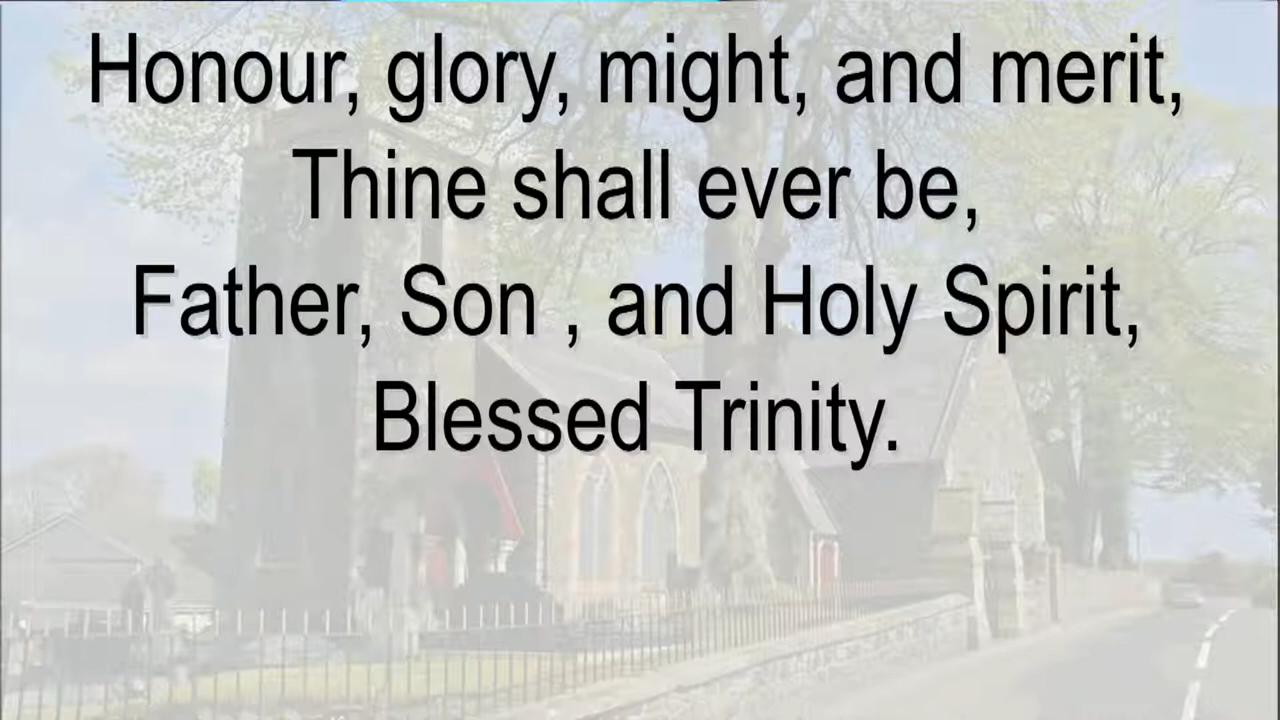 Honour, glory, might, and merit,
Thine shall ever be,
Father, Son , and Holy Spirit,
Blessed Trinity.